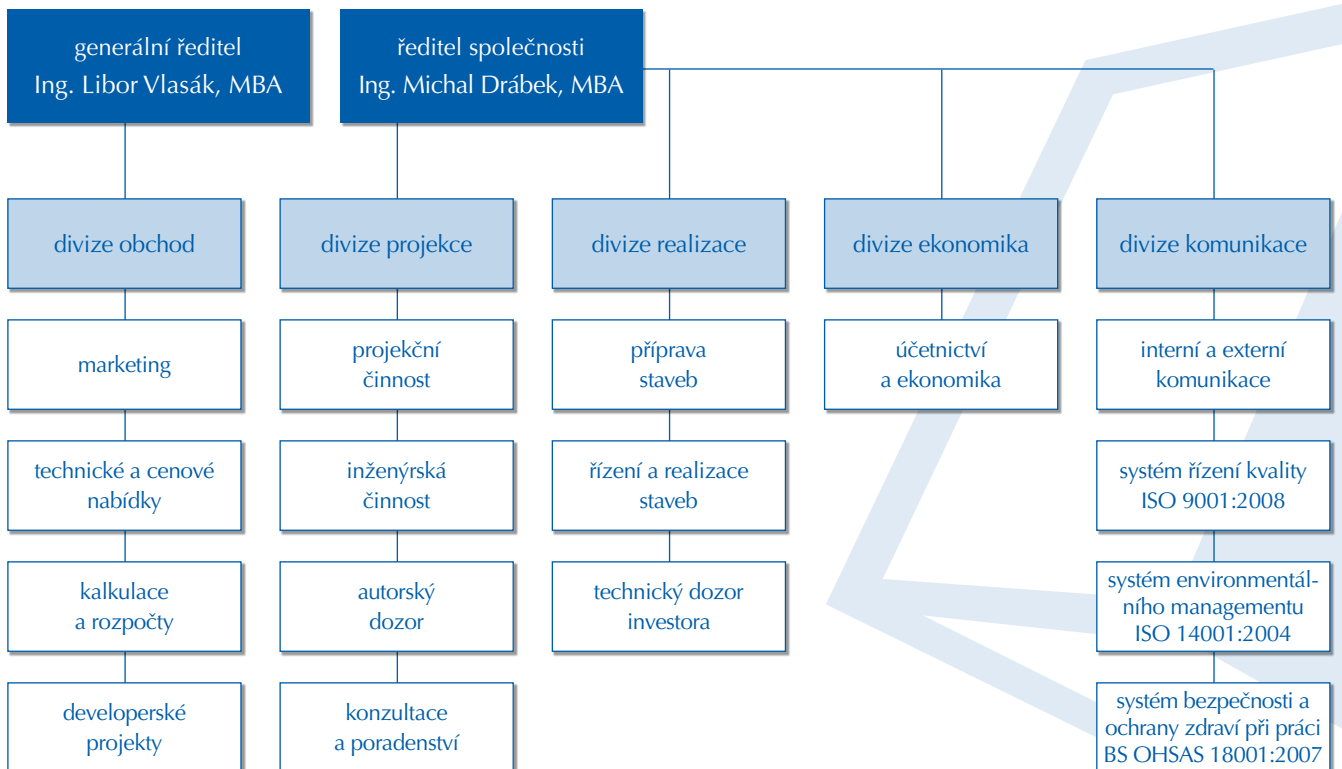 generální ředitel
Ing. Libor Vlasák, MBA
ředitel společnosti
Ing. Michal Drábek, MBA
divize obchod
divize projekce
divize realizace
divize ekonomika
divize komunikace
marketing
projekční
činnost
příprava
staveb
účetnictví
a ekonomika
interní a externí
komunikace
technické a cenové
nabídky
inženýrská
činnost
řízení a realizace
staveb
systém řízení kvality
ISO 9001:2008
kalkulace
a rozpočty
autorský
dozor
technický dozor
investora
systém environmentál-
ního managementu
ISO 14001:2004
developerské
projekty
konzultace
a poradenství
systém bezpečnosti a
ochrany zdraví při práci
BS OHSAS 18001:2007